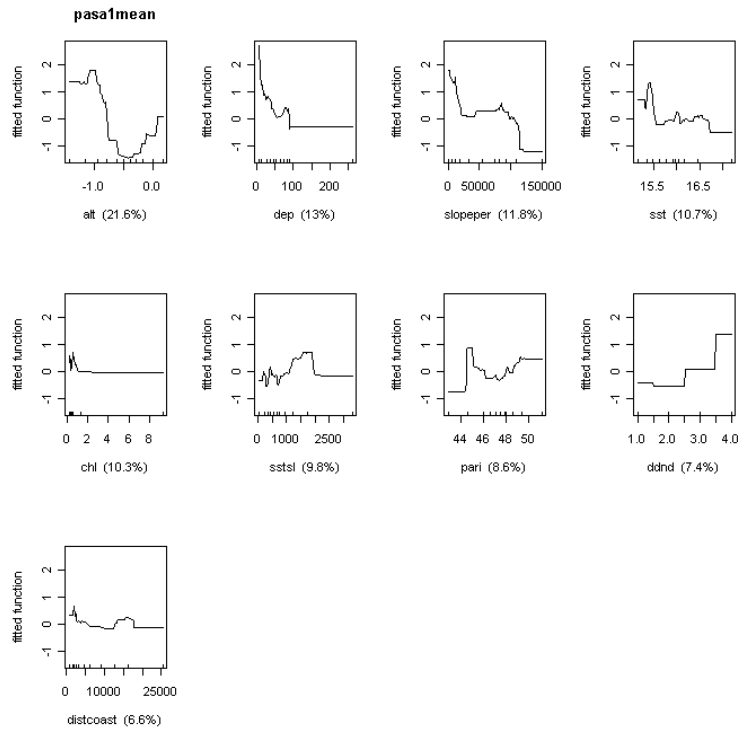 pasa1mean
fitted function
-1 0 1 2
-1.0 0.0
alt (21.6%)
fitted function
-1 0 1 2
0 100 200
dep (13%)
fitted function
-1 0 1 2
0 50000 150000
slopeper (11.8%)
fitted function
-1 0 1 2
15.5 16.5
sst (10.7%)
fitted function
-1 0 1 2
0 2 4 6 8
chl (10.3%)
fitted function
-1 0 1 2
0 1000 2500
sstsl (9.8%)
fitted function
-1 0 1 2
44 46 48 50
pari (8.6%)
fitted function
-1 0 1 2
1.0 2.0 3.0 4.0
ddnd (7.4%)
fitted function
-1 0 1 2
0 10000 25000
distcoast (6.6%)